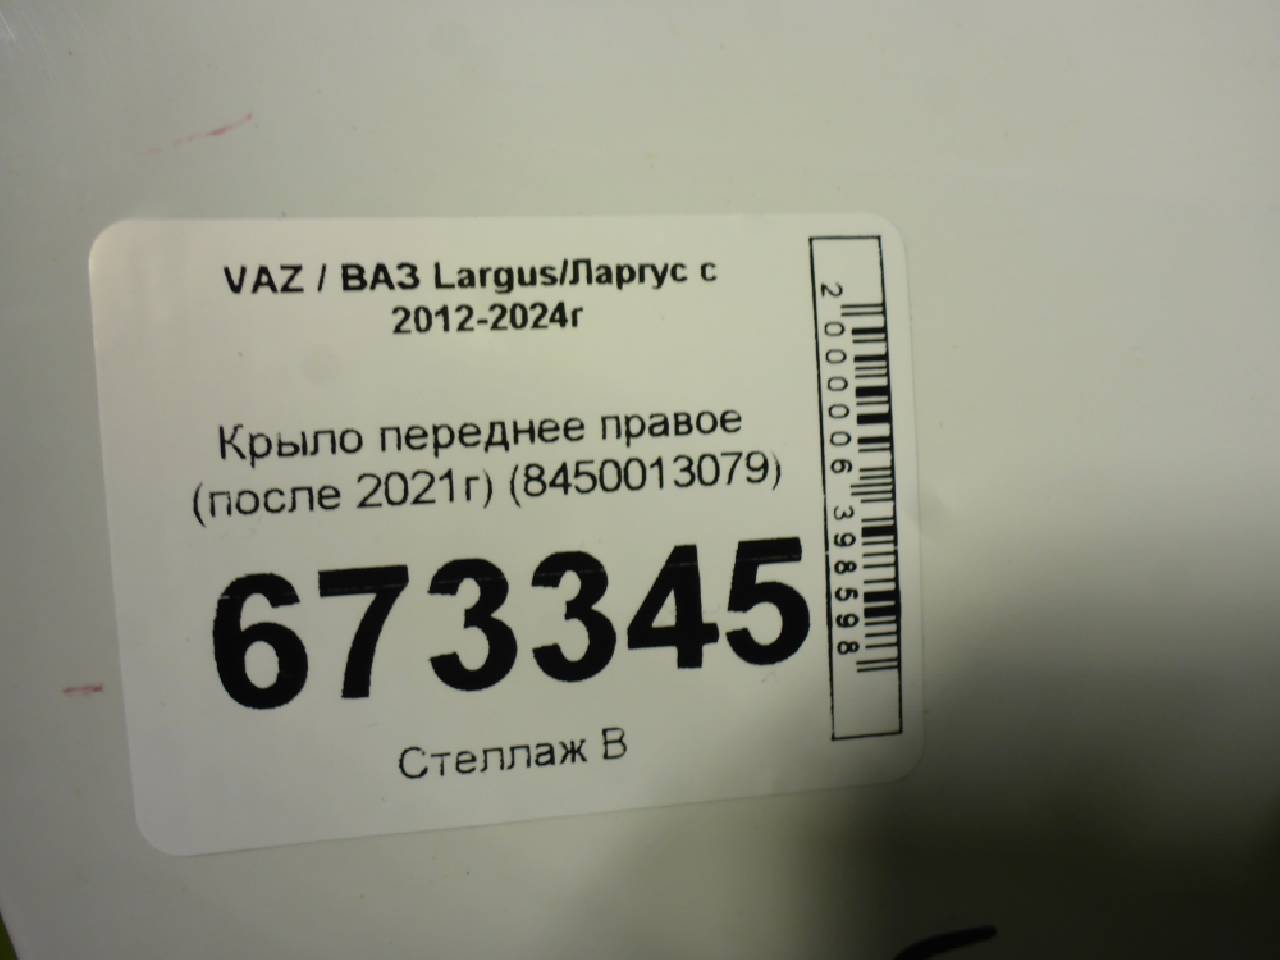 VAZ / ВАЗ Largus/Ларгус с
2012-2024г
Крыло переднее правое
(после 2021г) (8450013079)
673345
Стеллаж В
2000006398598